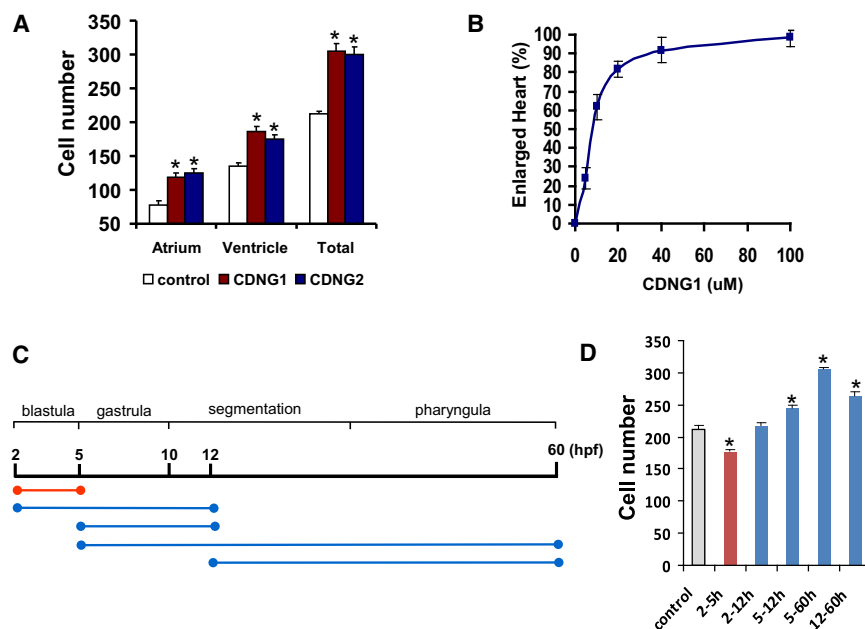 A
Cell number
350
300
250
200
150
100
50
* * * * * *
Atrium Ventricle Total
control CDNG1 CDNG2
B
Enlarged Heart (%)
100
90
80
70
60
50
40
30
20
10
0
0 20 40 60 80 100
CDNG1 (uM)
C
blastula gastrula segmentation pharyngula
2 5 10 12 60 (hpf)
D
Cell number
350
300
250
200
150
100
50
0
* * * *
control 2-5h 2-12h 5-12h 5-60h 12-60h